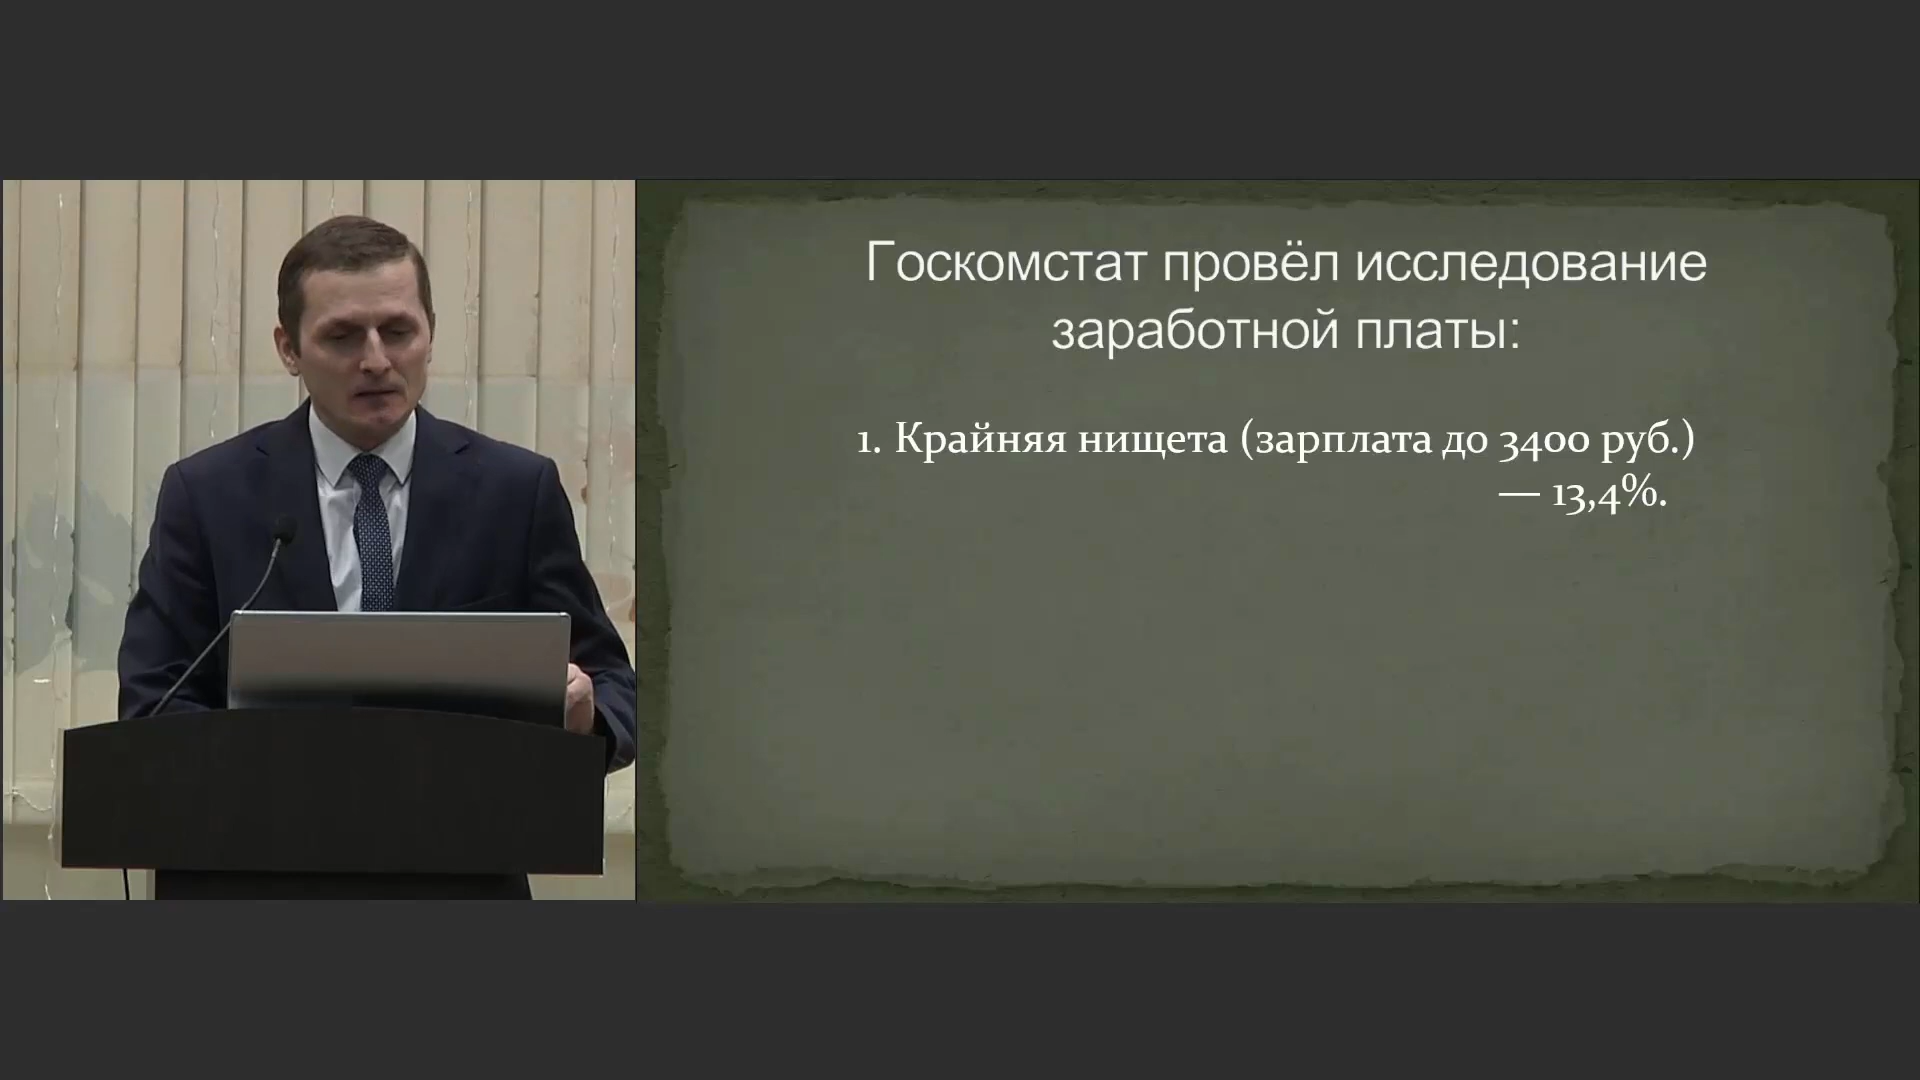 Госкомстат провёл исследование
заработной платы:
1. Крайняя нищета (зарплата до 3400 руб.)
— 13,4%.